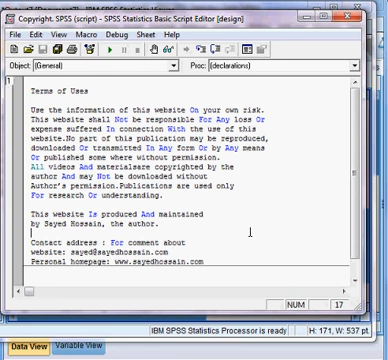 IBM SPSS Statistics
Copyright. SPSS (script) - SPSS Statistics Basic Script Editor [design]
File Edit View Macro Debug Sheet Help
Object: (General) Proc: (declarations)
1
Terms of Uses
Use the information of this website On your own risk.
This website shall Not be responsible For Any loss Or
expense suffered In connection With the use of this
website.No part of this publication may be reproduced,
downloaded Or transmitted In Any form Or by Any means
Or published some where without permission.
All videos And materialsare copyrighted by the
author And may Not be downloaded without
Author's permission.Publications are used only
For research Or understanding.
This website Is produced And maintained
by Sayed Hossain, the author.
Contact address : For comment about
website: sayed@sayedhossain.com
Personal homepage: www.sayedhossain.com
NUM 17
IBM SPSS Statistics Processor is ready H: 171, W: 537 pt.
Data View Variable View